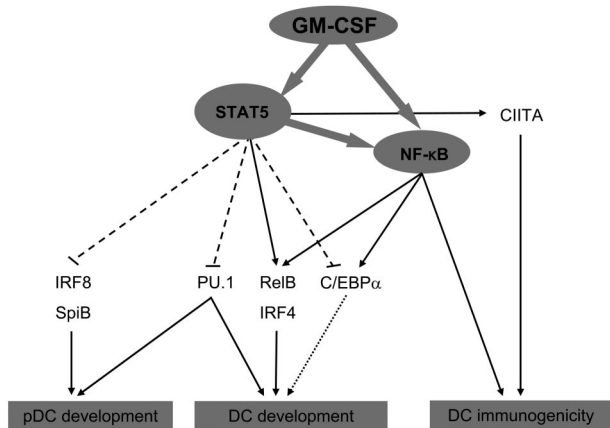 GM-CSF
STAT5
CIITA
NF-κB
IRF8
PU.1
RelB
C/EBPα
SpiB
IRF4
pDC development
DC development
DC immunogenicity